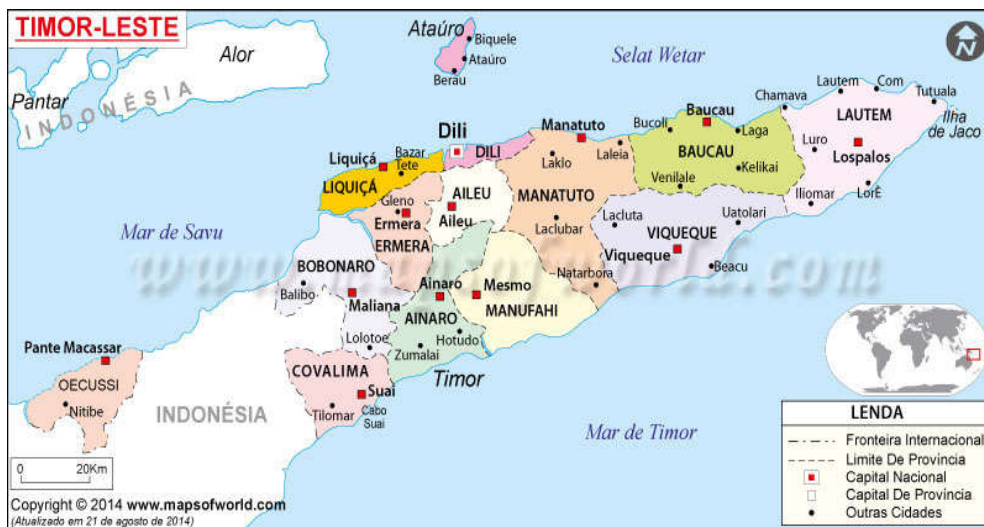 TIMOR-LESTE
Ataúro
Biquele
Ataúro
Berau
Selat Wetar
N
Alor
Pantar
INDONÉSIA
Lautem
Com
Tutuala
Chamava
Ilha
de Jaco
LAUTEM
Luro
Lospalos
LorÉ
Iliomar
Baucau
Bucoli
Laga
BAUCAU
Kelikai
Venilale
Manatuto
Laleia
Laklo
MANATUTO
Laclubar
Natarbora
Dili
DILI
Liquiçá
Bazar
Tete
LIQUIÇÁ
Gleno
Ermera
ERMERA
AILEU
Aileu
Lacluta
Uatolari
VIQUEQUE
Viqueque
Beacu
Mar de Savu
BOBONARO
Balibo
Maliana
Lolotoe
Ainaro
AINARO
Hotudo
Zumalai
Mesmo
MANUFAHI
www.mapsofworld.com
Pante Macassar
OECUSSI
Nitibe
COVALIMA
Suai
Tilomar
Cabo
Suai
Timor
INDONÉSIA
Mar de Timor
LENDA
Fronteira Internacional
Limite De Província
Capital Nacional
Capital De Província
Outras Cidades
0 20Km
Copyright © 2014 www.mapsofworld.com
(Atualizado em 21 de agosto de 2014)